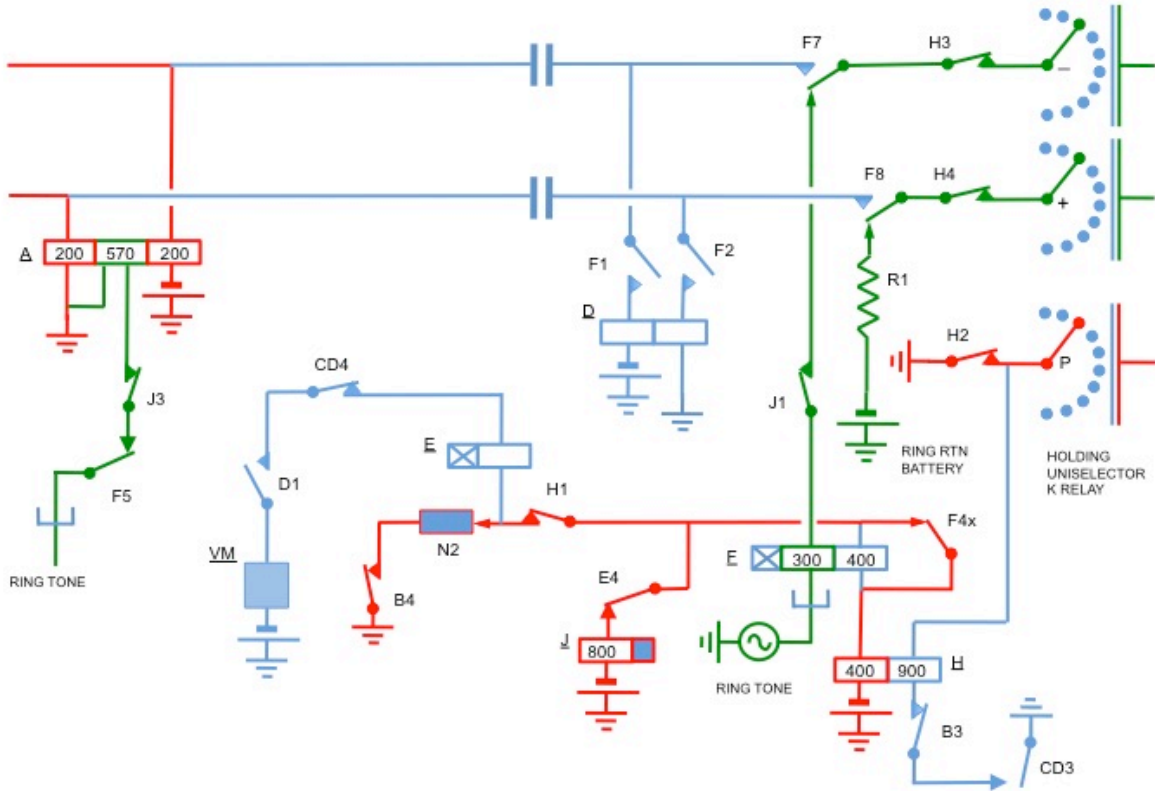 F7
H3
–
F8
H4
+
A
200
570
200
F1
F2
R1
D
H2
P
CD4
J3
J1
RING RTN
BATTERY
HOLDING
UNISELECTOR
K RELAY
E
D1
F5
H1
F4x
N2
VM
E4
F
300
400
RING TONE
B4
J
800
RING TONE
400
900
H
B3
CD3